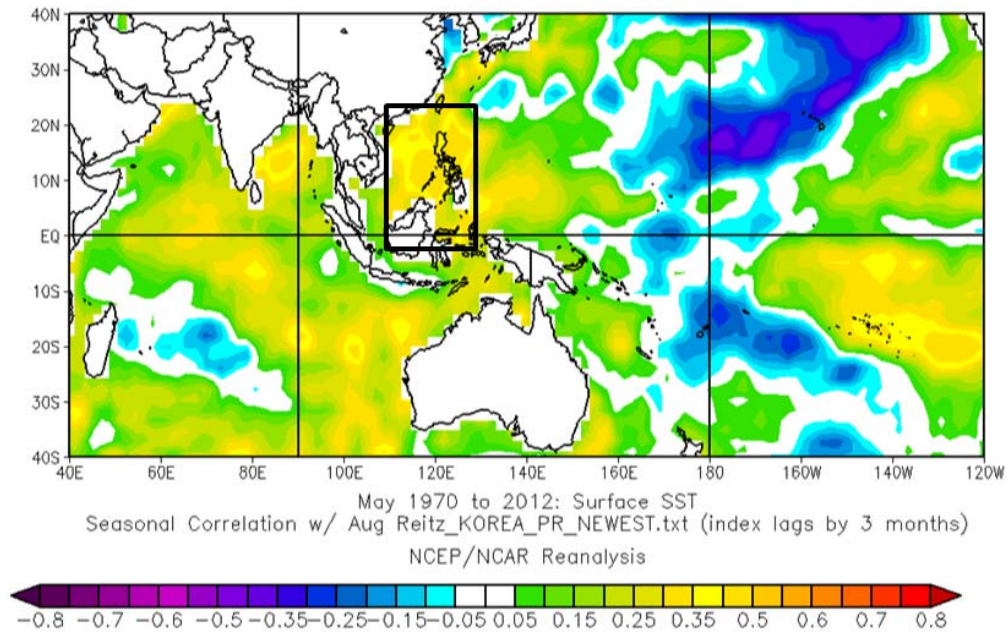 40N
30N
20N
10N
EQ
10S
20S
30S
40S
40E 60E 80E 100E 120E 140E 160E 180 160W 140W 120W
May 1970 to 2012: Surface SST
Seasonal Correlation w/ Aug Reitz_KOREA_PR_NEWEST.txt (index lags by 3 months)
NCEP/NCAR Reanalysis
-0.8 -0.7 -0.6 -0.45 -0.35 -0.25 -0.15 -0.05 0.05 0.15 0.25 0.35 0.45 0.6 0.7 0.8